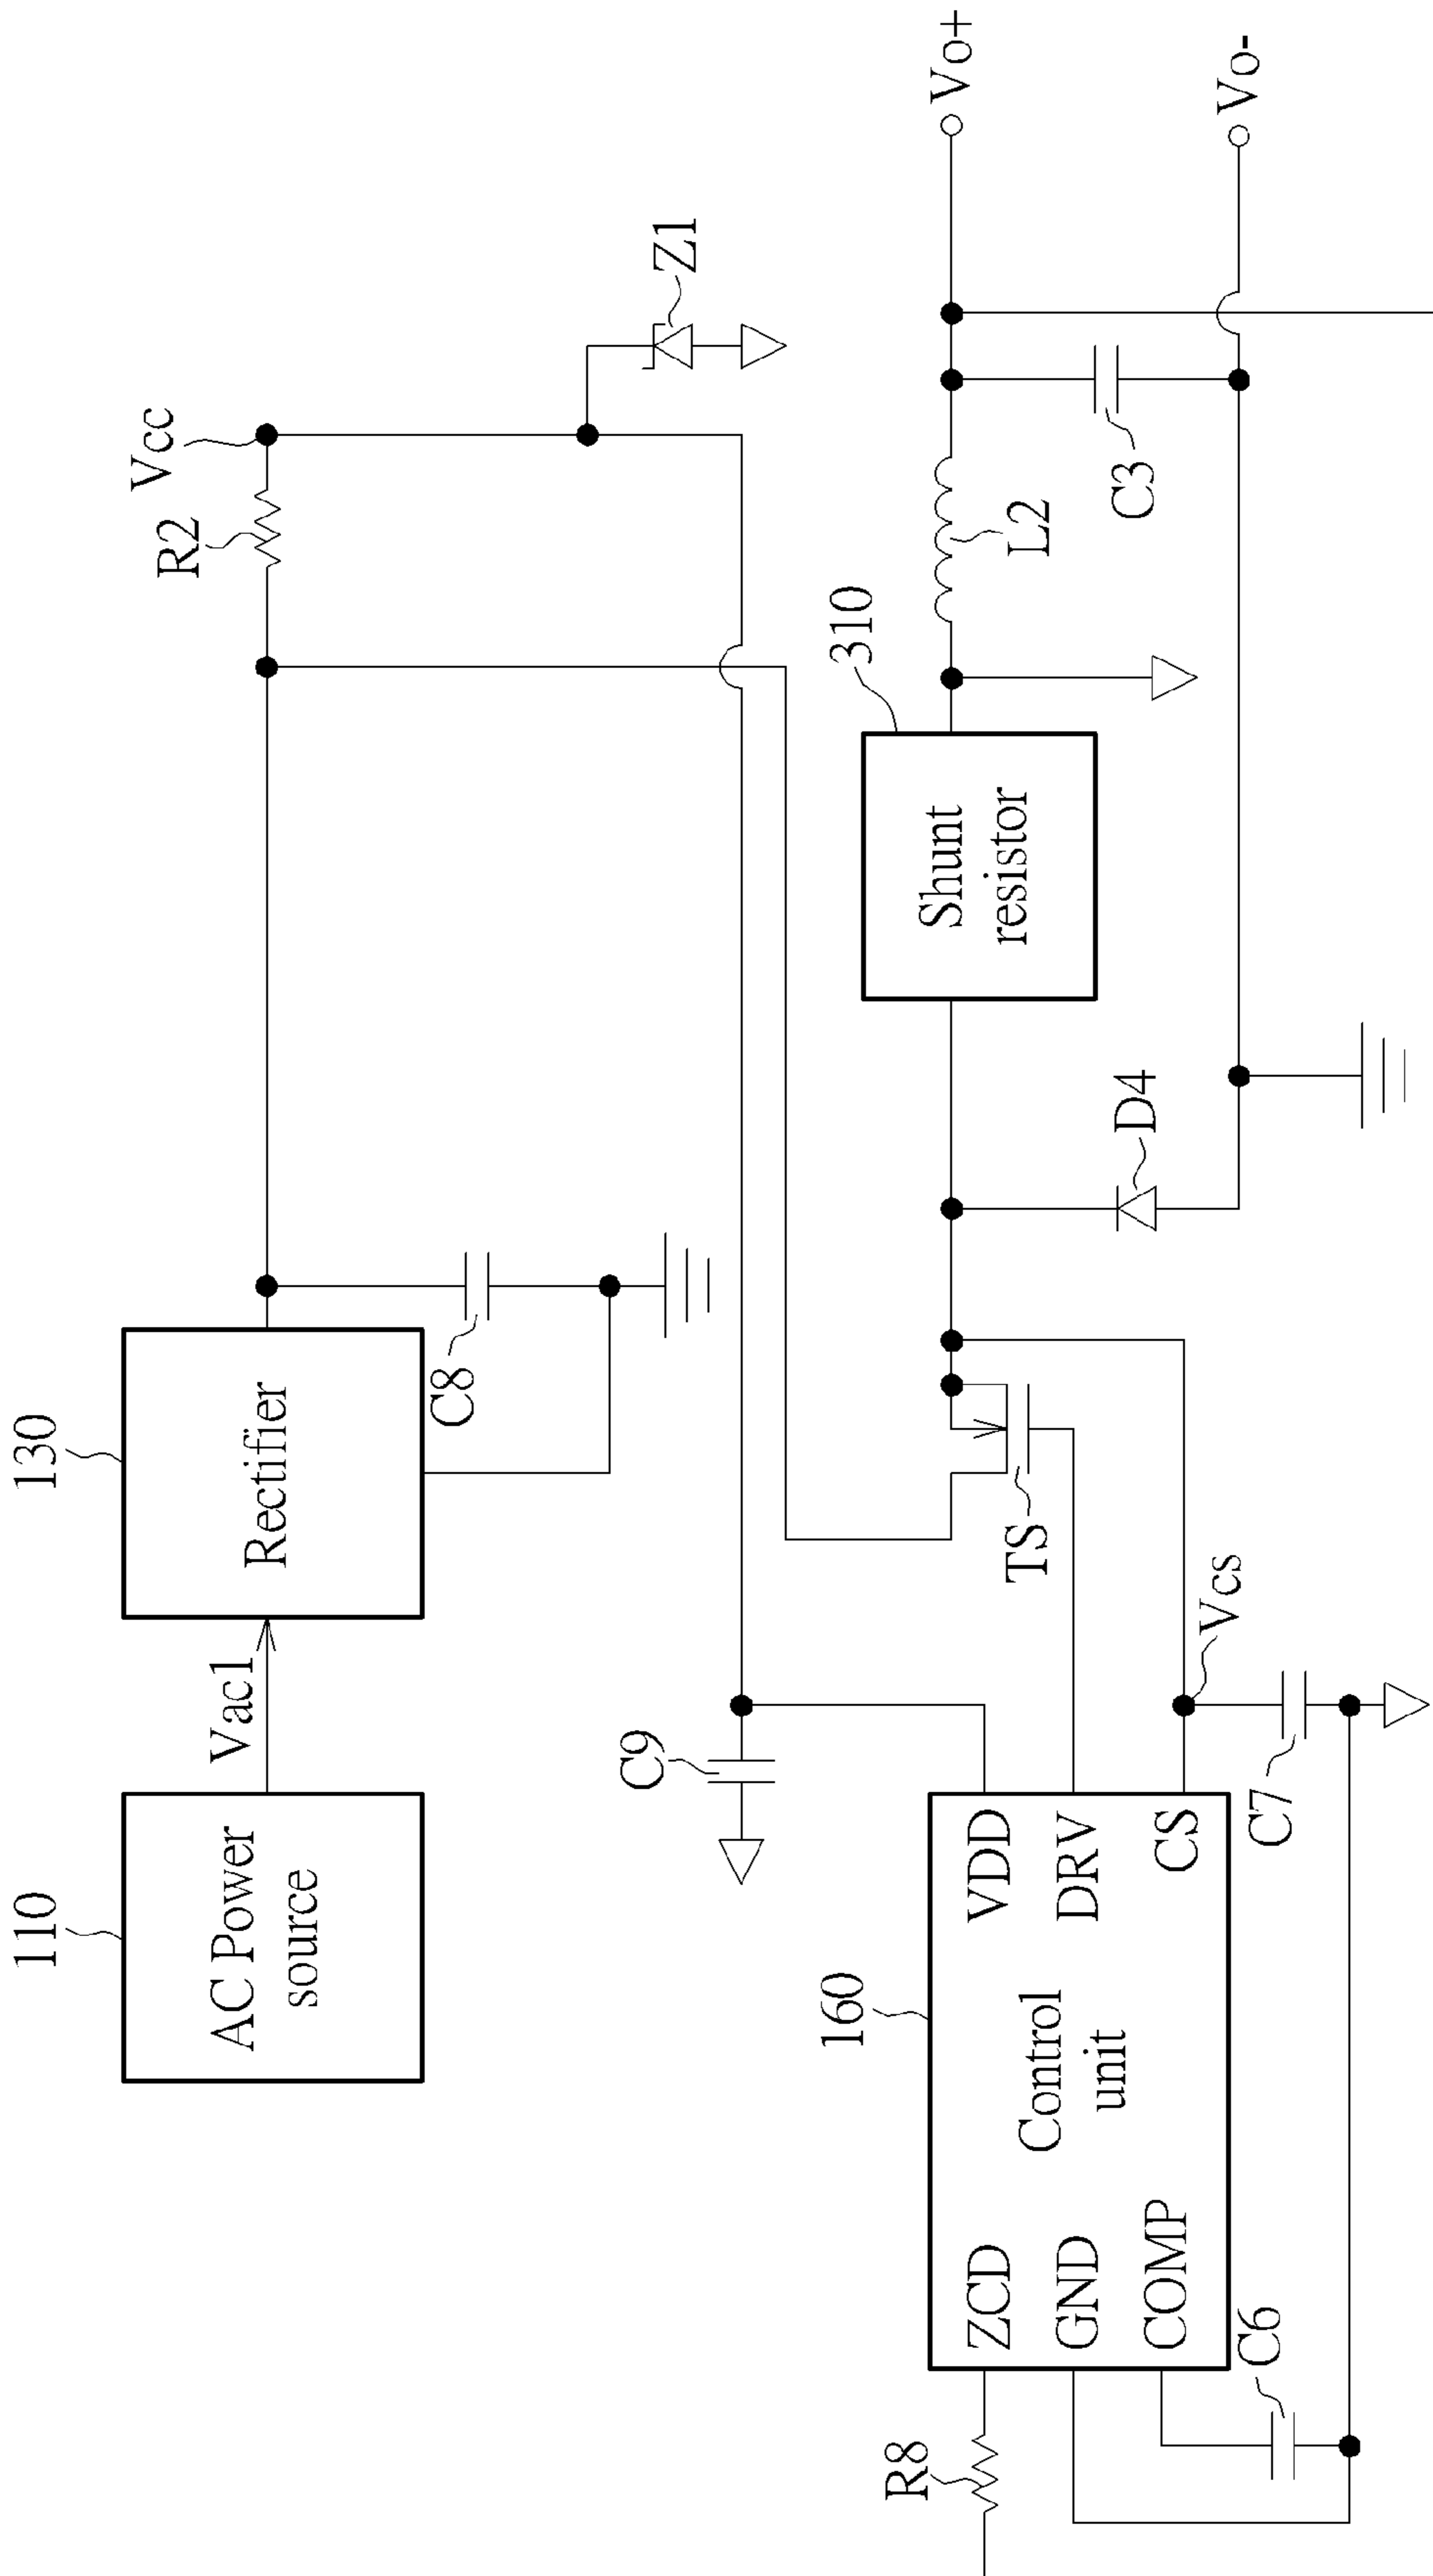 110
AC Power
source
Vac1
130
Rectifier
C8
R2
Vcc
Z1
C9
TS
310
Shunt
resistor
L2
C3
D4
Vo+
Vo-
160
Control
unit
ZCD
GND
COMP
VDD
DRV
CS
R8
C6
C7
Vcs